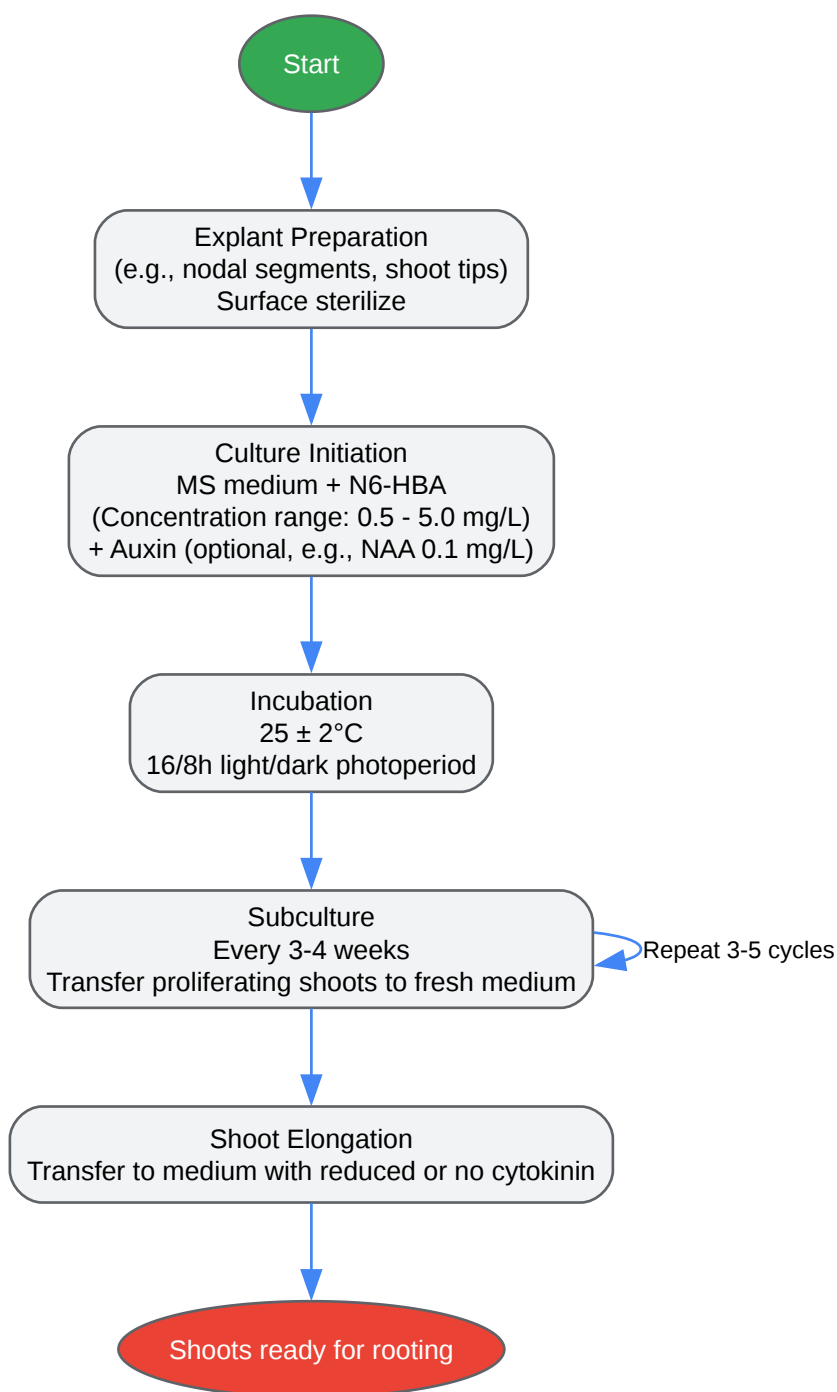 Start
Explant Preparation
(e.g., nodal segments, shoot tips)
Surface sterilize
Culture Initiation
MS medium + N6-HBA
(Concentration range: 0.5 - 5.0 mg/L)
+ Auxin (optional, e.g., NAA 0.1 mg/L)
Incubation
25 ± 2°C
16/8h light/dark photoperiod
Subculture
Every 3-4 weeks
Transfer proliferating shoots to fresh medium
Repeat 3-5 cycles
Shoot Elongation
Transfer to medium with reduced or no cytokinin
Shoots ready for rooting